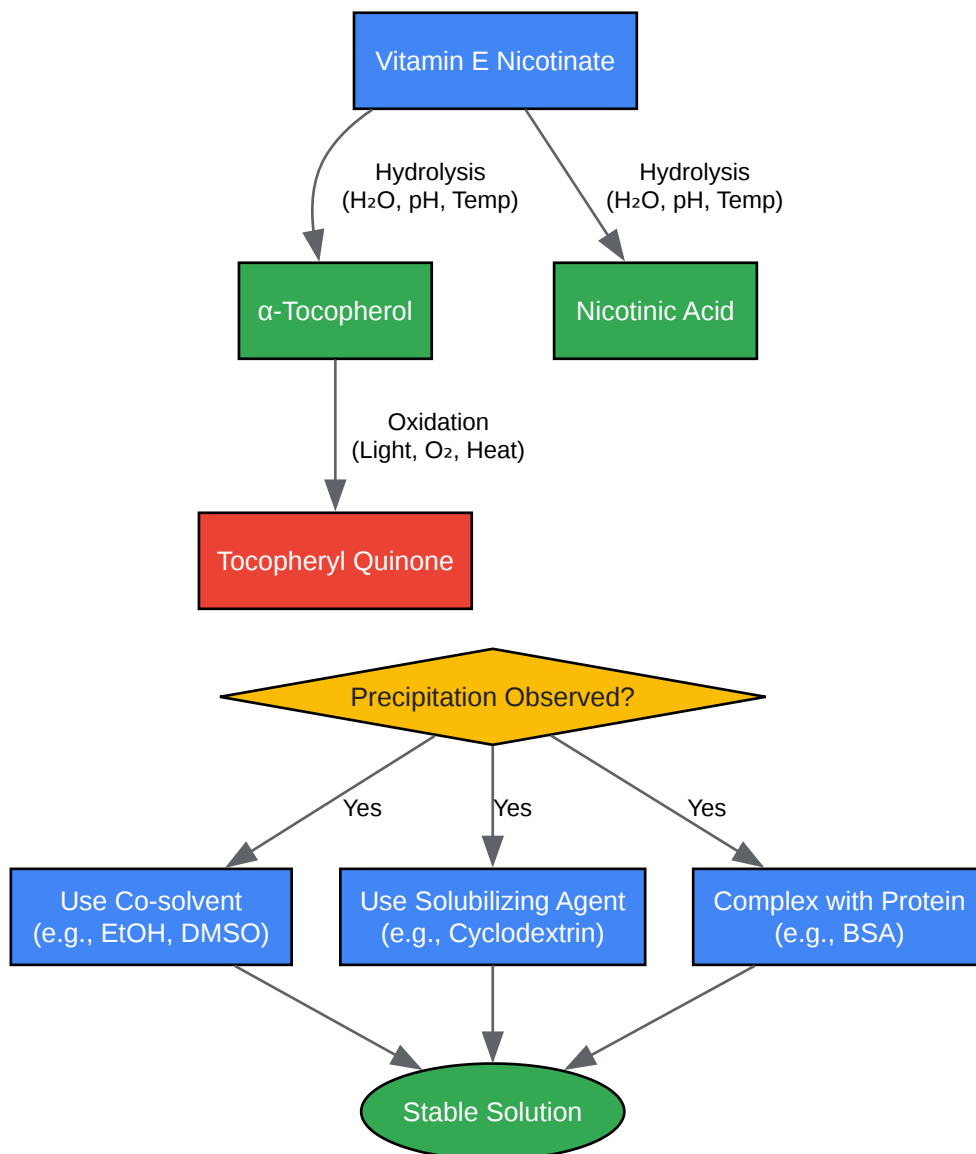 Vitamin E Nicotinate
Hydrolysis
(H₂O, pH, Temp)
Hydrolysis
(H₂O, pH, Temp)
α-Tocopherol
Nicotinic Acid
Oxidation
(Light, O₂, Heat)
Tocopheryl Quinone
Precipitation Observed?
Yes
Yes
Yes
Use Co-solvent
(e.g., EtOH, DMSO)
Use Solubilizing Agent
(e.g., Cyclodextrin)
Complex with Protein
(e.g., BSA)
Stable Solution